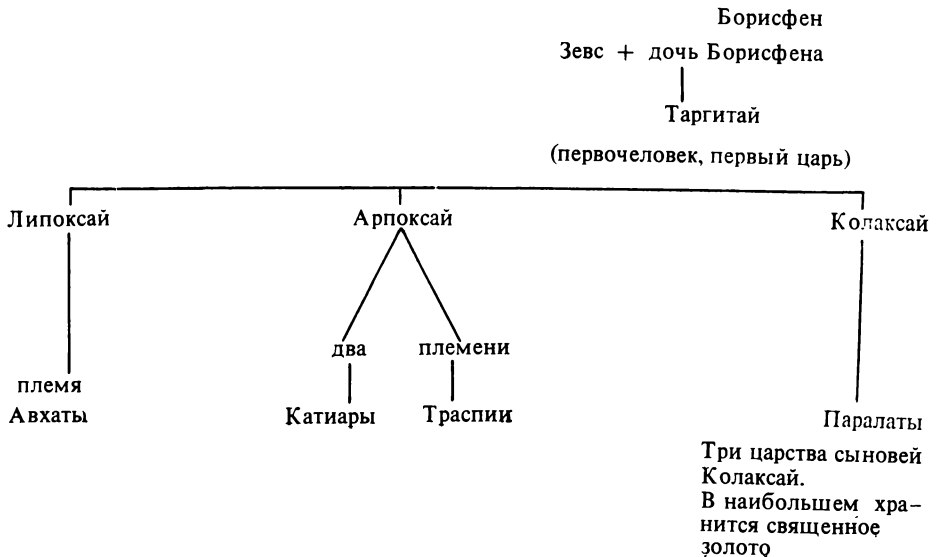 Борисфен
Зевс + дочь Борисфена
Таргитай
(первочеловек, первый царь)
Липоксай Арпоксай Колаксай
два племени
племя
Авхаты Катиары Траспии Паралаты
Три царства сыновей
Колаксай.
В наибольшем хра-
нится священное
золото